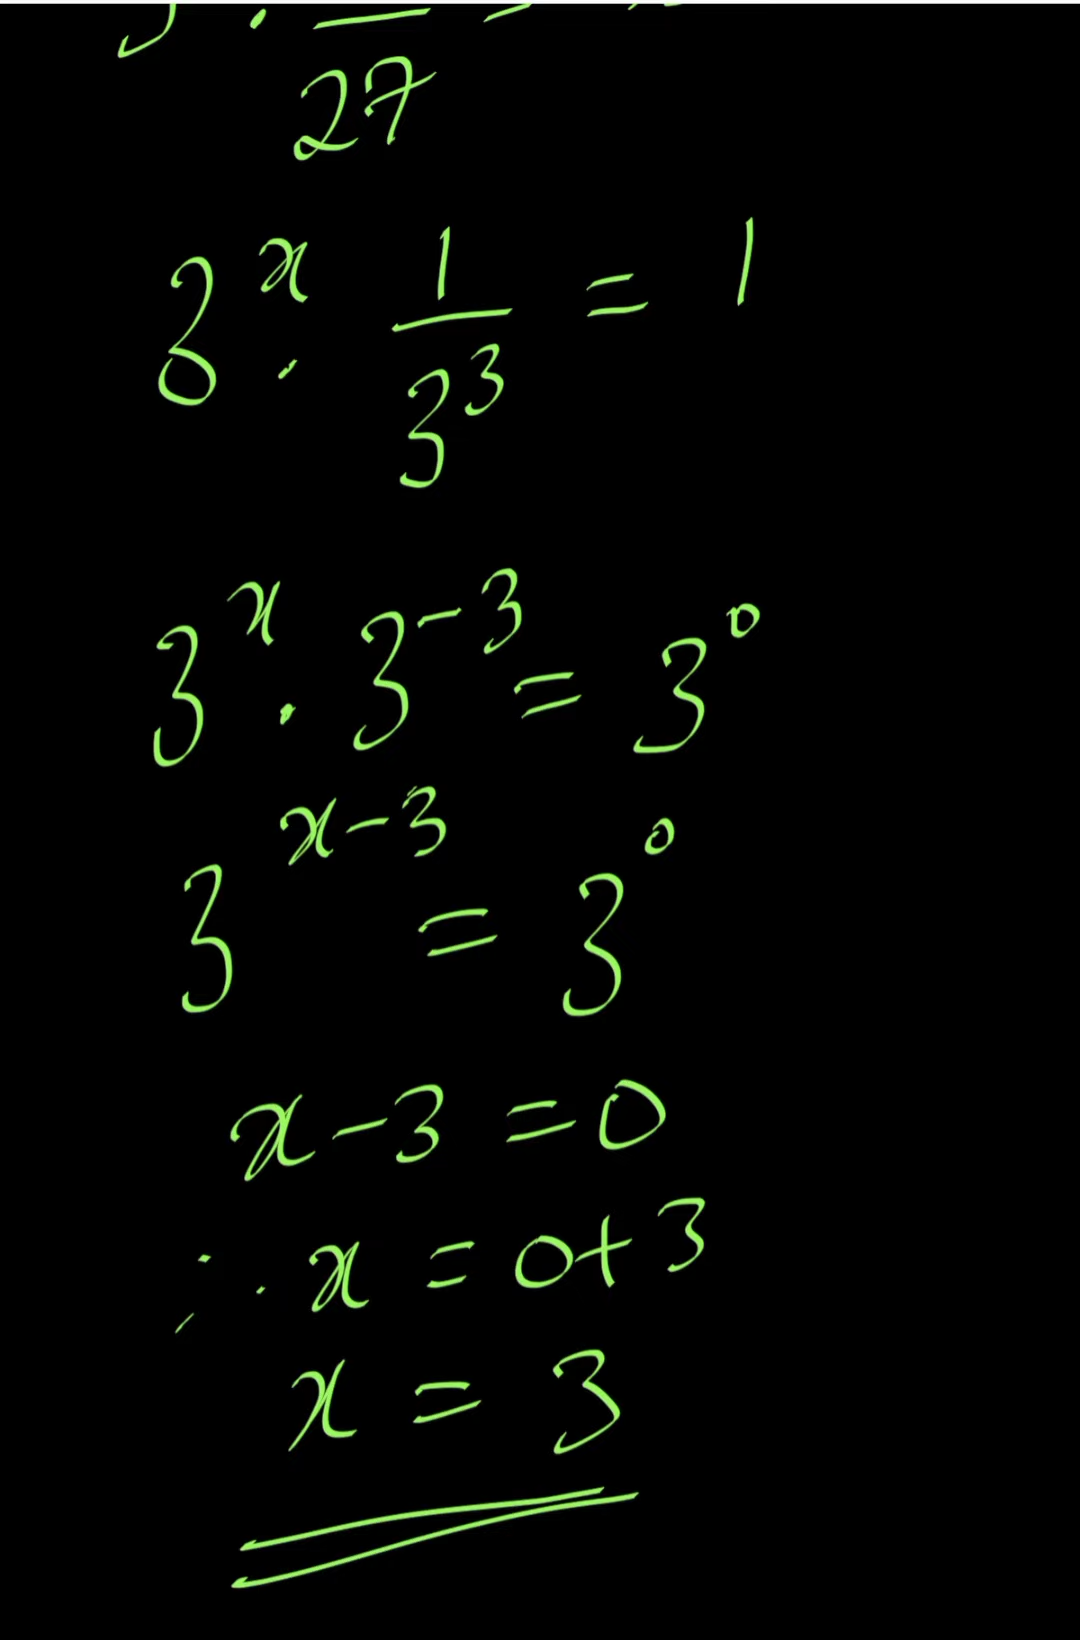 27
3^x · 1/3^3 = 1
3^x · 3^-3 = 3^0
3^x-3 = 3^0
x-3 = 0
∴ x = 0+3
x = 3